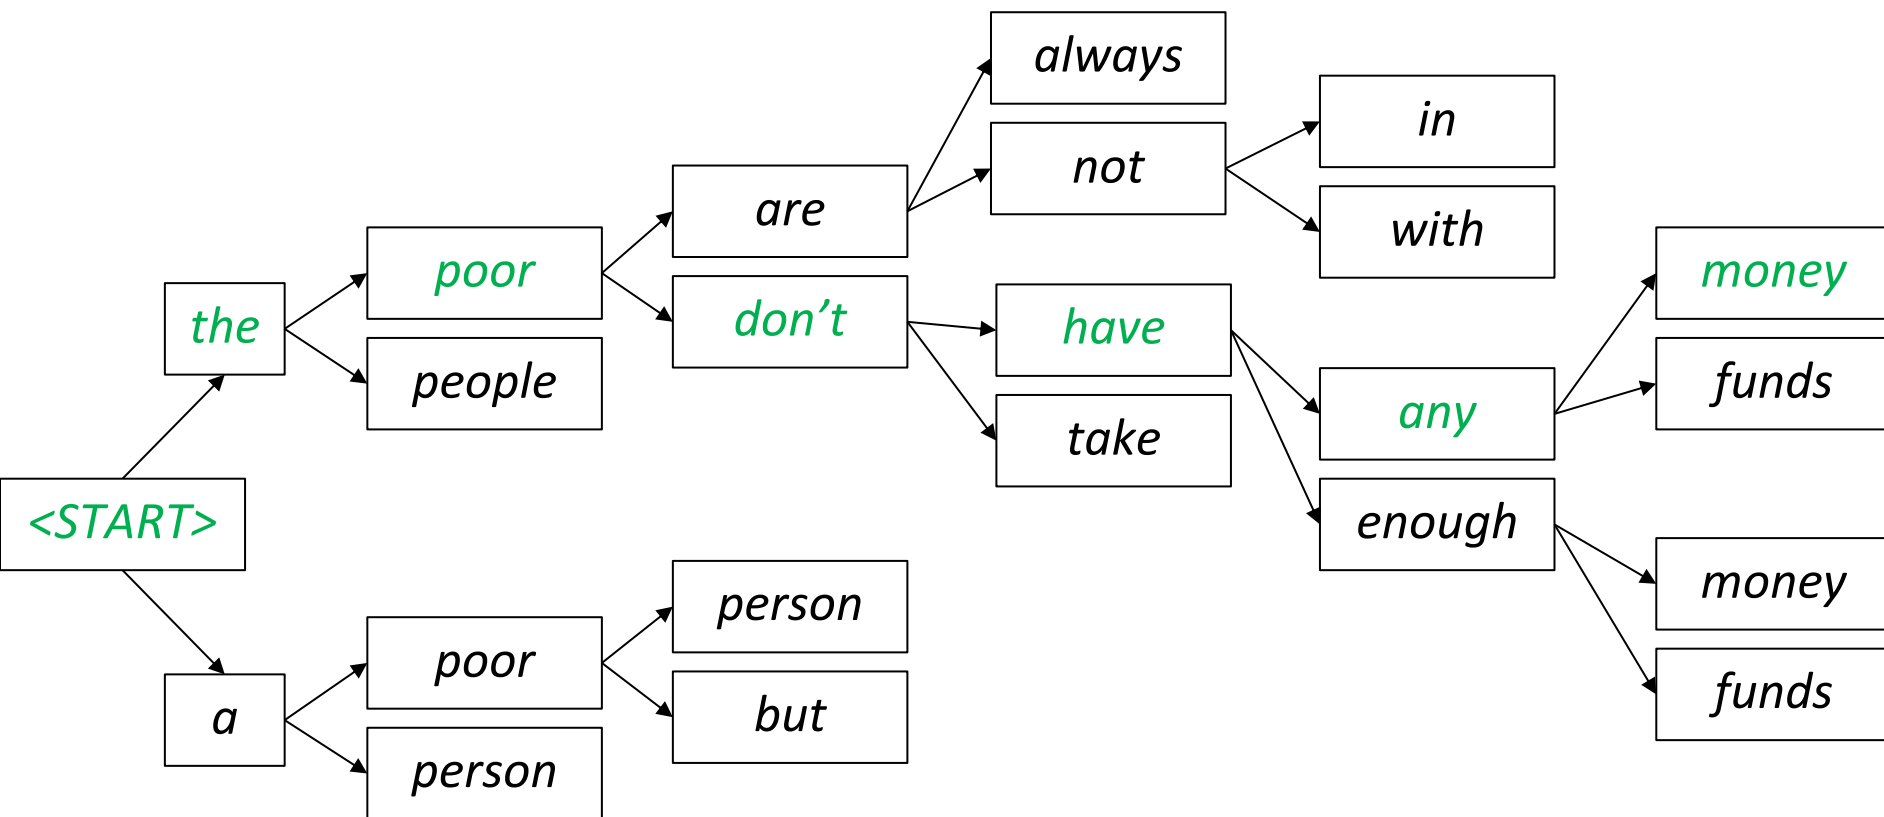 always
in
not
are
with
poor
money
the
don’t
have
people
funds
any
take
<START>
enough
person
money
poor
but
funds
a
person